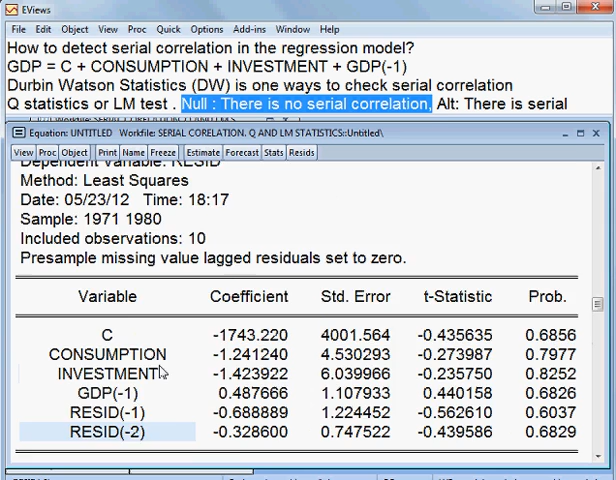 EViews
File Edit Object View Proc Quick Options Add-ins Window Help
How to detect serial correlation in the regression model?
GDP = C + CONSUMPTION + INVESTMENT + GDP(-1)
Durbin Watson Statistics (DW) is one ways to check serial correlation
Q statistics or LM test . Null : There is no serial correlation, Alt: There is serial
Equation: UNTITLED Workfile: SERIAL CORELATION. Q AND LM STATISTICS::Untitled\
View Proc Object Print Name Freeze Estimate Forecast Stats Resids
Dependent Variable: RESID
Method: Least Squares
Date: 05/23/12 Time: 18:17
Sample: 1971 1980
Included observations: 10
Presample missing value lagged residuals set to zero.
Variable Coefficient Std. Error t-Statistic Prob.
C -1743.220 4001.564 -0.435635 0.6856
CONSUMPTION -1.241240 4.530293 -0.273750 0.7977
INVESTMENT -1.423922 6.039966 -0.235750 0.8252
GDP(-1) 0.487666 1.107933 0.440158 0.6826
RESID(-1) -0.688889 1.224452 -0.562610 0.6037
RESID(-2) -0.328600 0.747522 -0.439586 0.6829